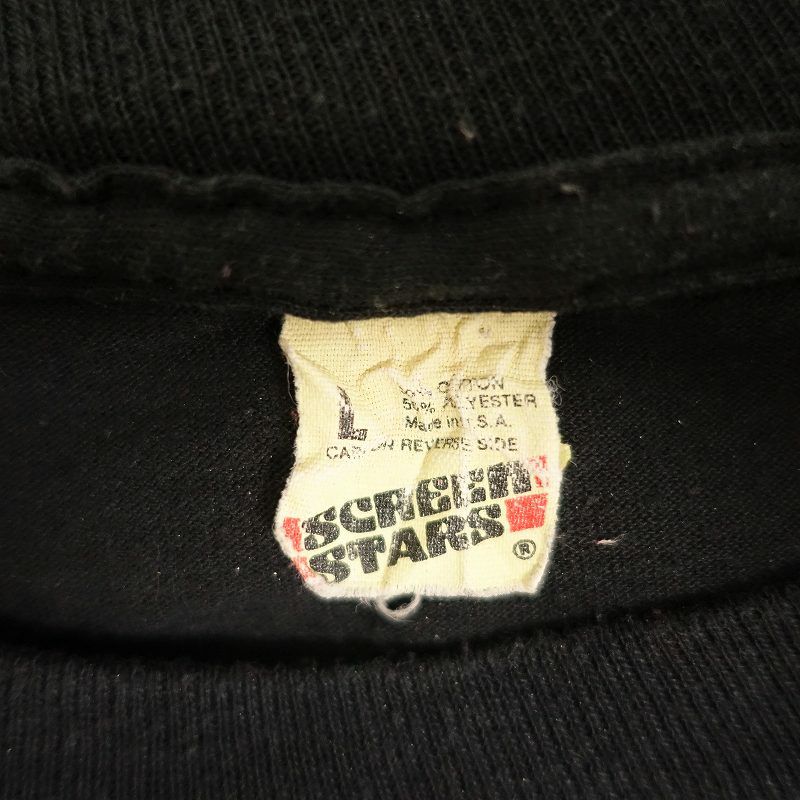 L
50% COTTON
50% POLYESTER
Made in U.S.A.
CARE ON REVERSE SIDE
SCREEN
STARS
®